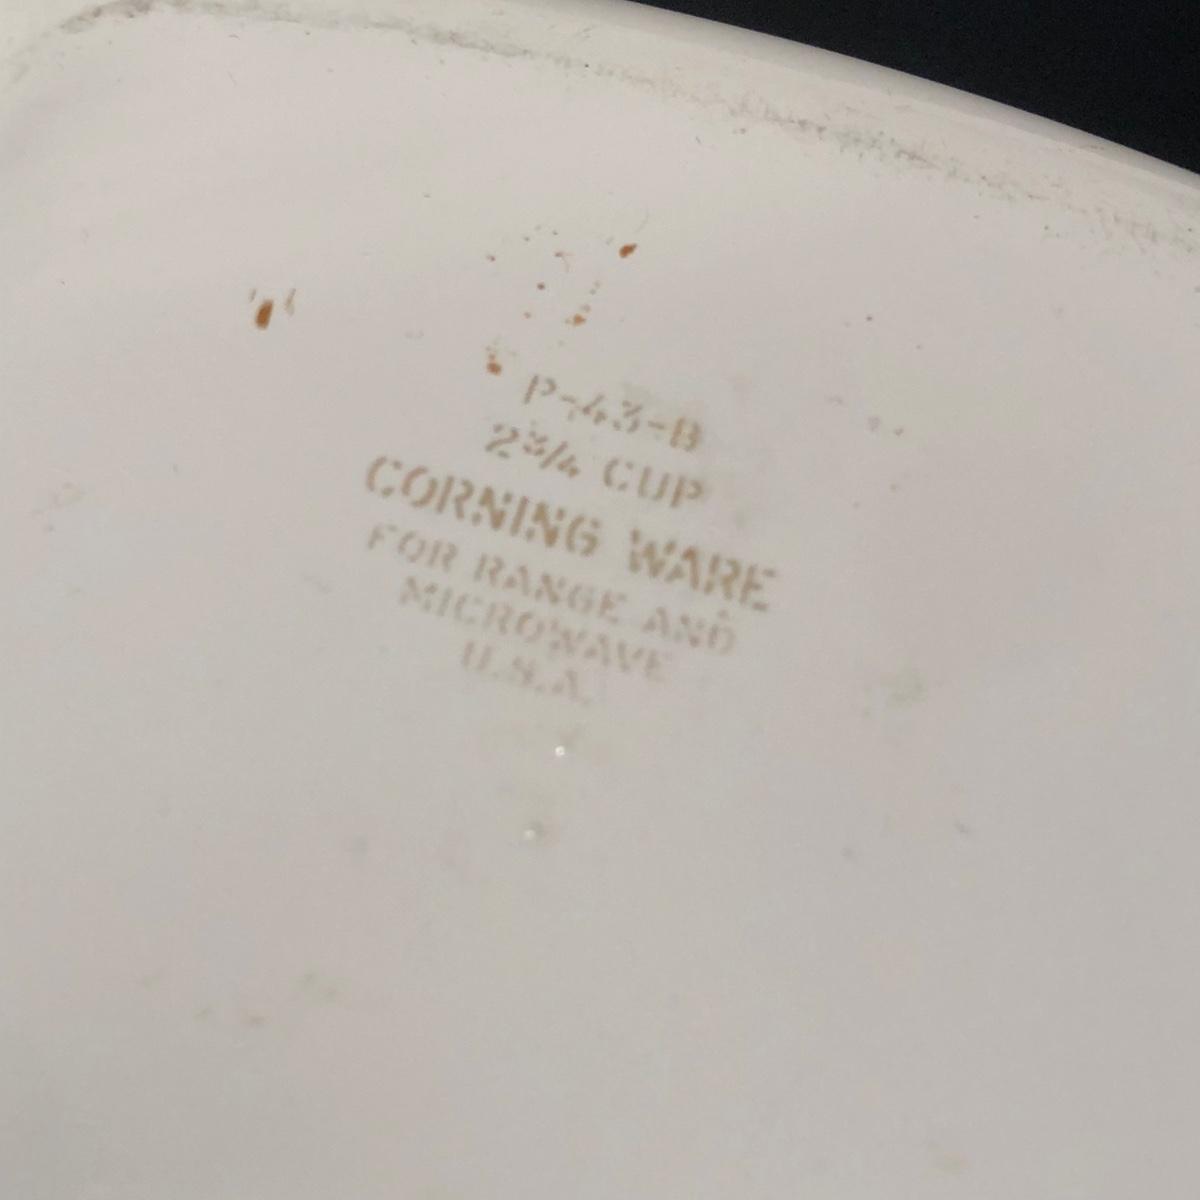 P-43-B
2¾ CUP
CORNING WARE
FOR RANGE AND
MICROWAVE
U.S.A.